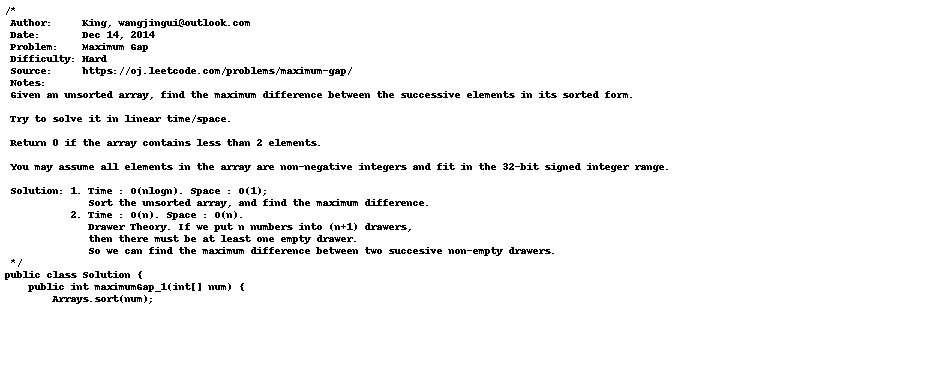 /*
 Author:     King, wangjingui@outlook.com
 Date:       Dec 14, 2014
 Problem:    Maximum Gap
 Difficulty: Hard
 Source:     https://oj.leetcode.com/problems/maximum-gap/
 Notes:
 Given an unsorted array, find the maximum difference between the successive elements in its sorted form.
 Try to solve it in linear time/space.
 Return 0 if the array contains less than 2 elements.
 You may assume all elements in the array are non-negative integers and fit in the 32-bit signed integer range.
 Solution: 1. Time : O(nlogn). Space : O(1);
              Sort the unsorted array, and find the maximum difference.
           2. Time : O(n). Space : O(n).
              Drawer Theory. If we put n numbers into (n+1) drawers,
              then there must be at least one empty drawer.
              So we can find the maximum difference between two succesive non-empty drawers.
 */
public class Solution {
    public int maximumGap_1(int[] num) {
        Arrays.sort(num);